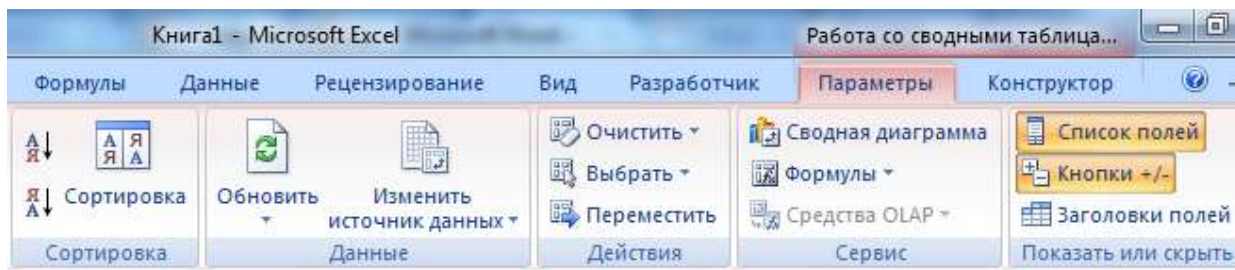 Книга1 - Microsoft Excel Работа со сводными таблица...
Формулы Данные Рецензирование Вид Разработчик Параметры Конструктор
А Я
Я А
Сортировка
Я А
А Я
Обновить
Изменить источник данных
Очистить
Выбрать
Переместить
Сводная диаграмма
Формулы
Средства OLAP
Список полей
Кнопки +/-
Заголовки полей
Сортировка Данные Действия Сервис Показать или скрыть